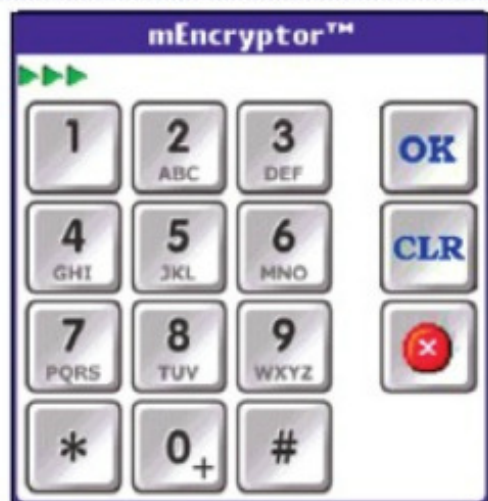 mEncryptor™
1 2 ABC 3 DEF OK
4 GHI 5 JKL 6 MNO CLR
7 PQRS 8 TUV 9 WXYZ ×
* 0 + #